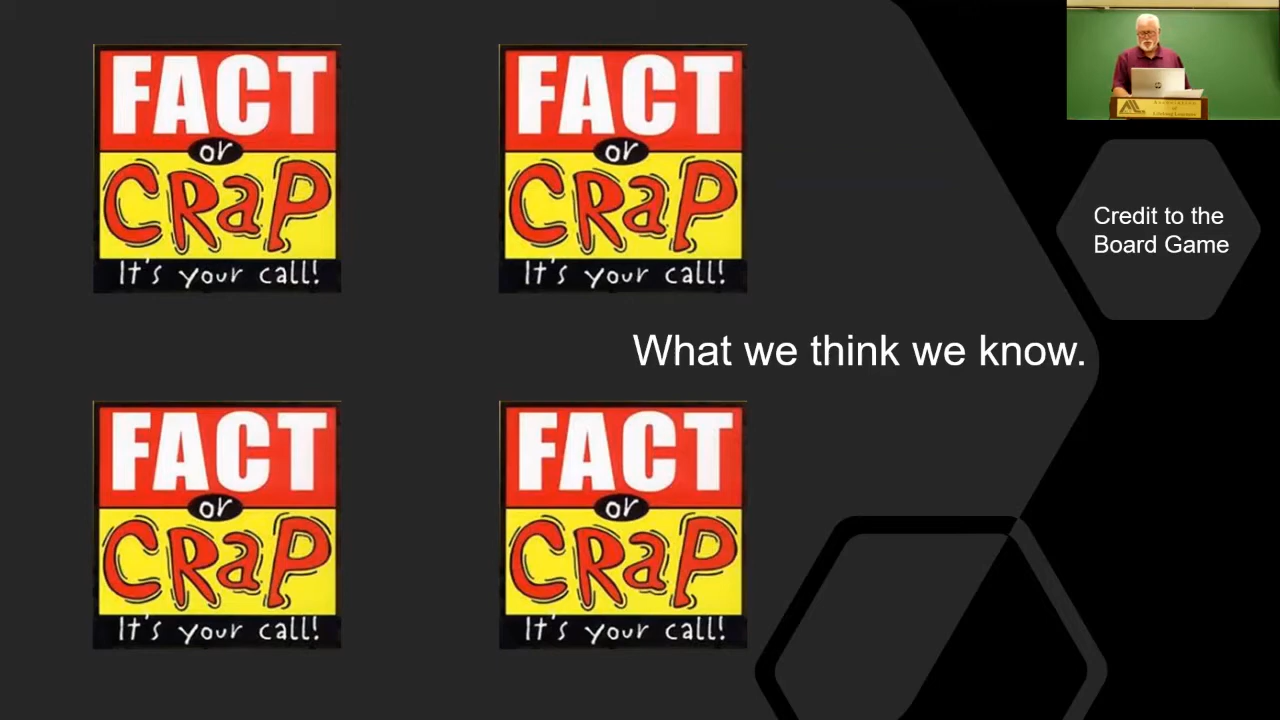 FACT
or
CRaP
It's your call!
FACT
or
CRaP
It's your call!
Credit to the
Board Game
What we think we know.
FACT
or
CRaP
It's your call!
FACT
or
CRaP
It's your call!